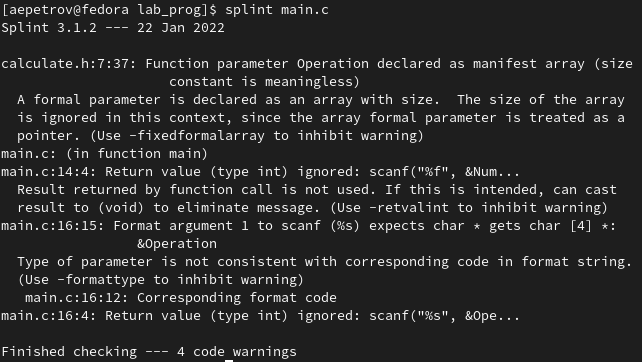 [aepetrov@fedora lab_prog]$ splint main.c
Splint 3.1.2 --- 22 Jan 2022
calculate.h:7:37: Function parameter Operation declared as manifest array (size
constant is meaningless)
A formal parameter is declared as an array with size.  The size of the array
is ignored in this context, since the array formal parameter is treated as a
pointer. (Use -fixedformalarray to inhibit warning)
main.c: (in function main)
main.c:14:4: Return value (type int) ignored: scanf("%f", &Num...
Result returned by function call is not used. If this is intended, can cast
result to (void) to eliminate message. (Use -retvalint to inhibit warning)
main.c:16:15: Format argument 1 to scanf (%s) expects char * gets char [4] *:
&Operation
Type of parameter is not consistent with corresponding code in format string.
(Use -formattype to inhibit warning)
main.c:16:12: Corresponding format code
main.c:16:4: Return value (type int) ignored: scanf("%s", &Ope...
Finished checking --- 4 code warnings